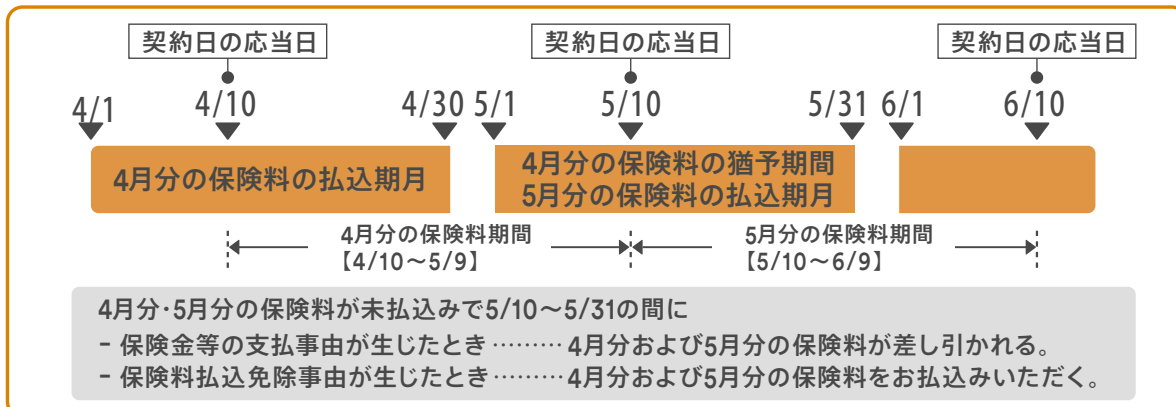 契約日の応当日 契約日の応当日 契約日の応当日
4/1 4/10 4/30 5/1 5/10 5/31 6/1 6/10
4月分の保険料の払込期月
4月分の保険料の猶予期間
5月分の保険料の払込期月
4月分の保険料期間
【4/10〜5/9】
5月分の保険料期間
【5/10〜6/9】
4月分・5月分の保険料が未払込みで5/10〜5/31の間に
- 保険金等の支払事由が生じたとき……… 4月分および5月分の保険料が差し引かれる。
- 保険料払込免除事由が生じたとき……… 4月分および5月分の保険料をお払込みいただく。